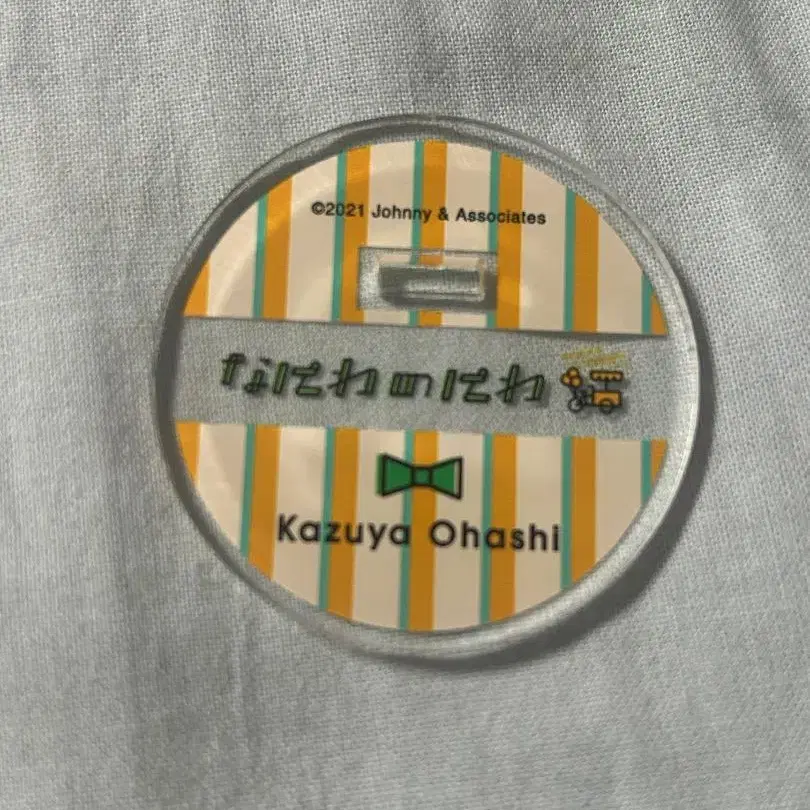 ©2021 Johnny & Associates
なにわのにわ
Kazuya Ohashi